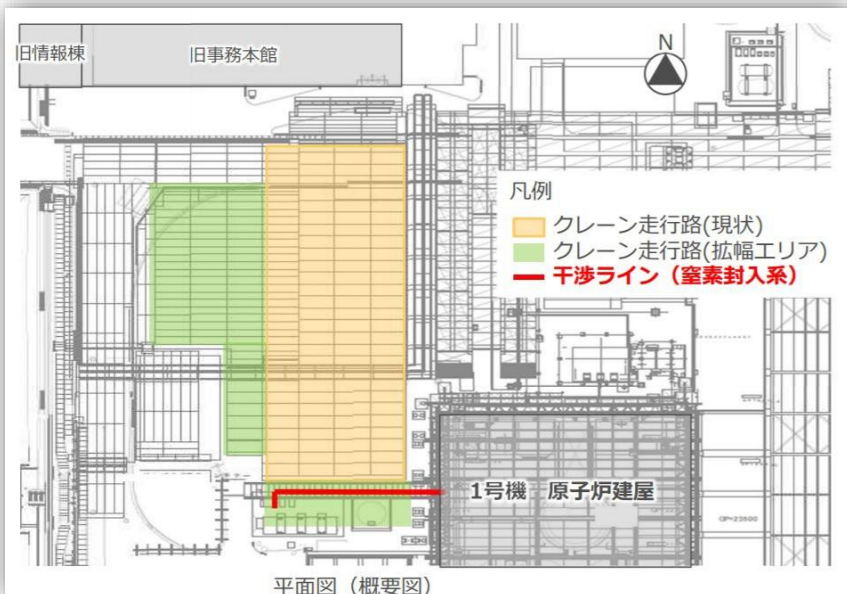 旧情報棟
旧事務本館
N
凡例
クレーン走行路(現状)
クレーン走行路(拡幅エリア)
干渉ライン（窒素封入系）
1号機　原子炉建屋
平面図（概要図）